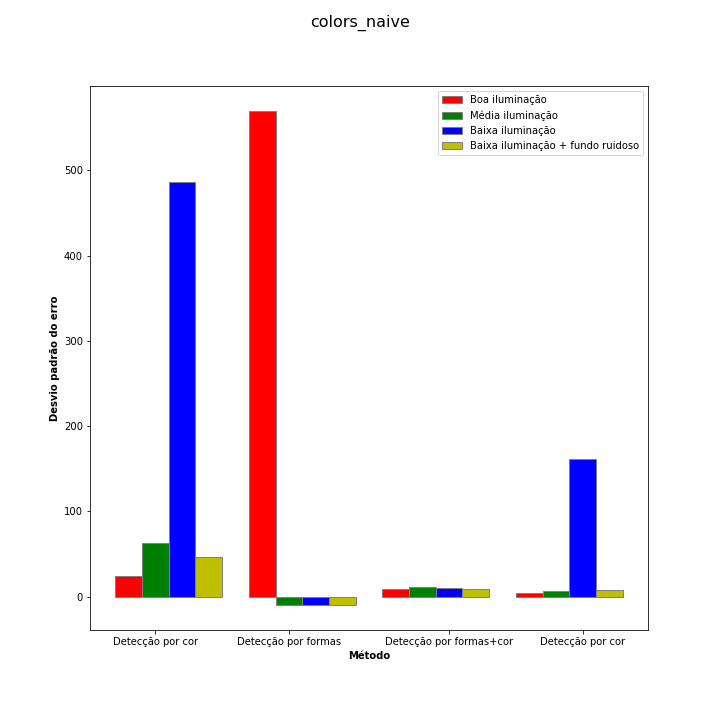 colors_naive
Boa iluminação
Média iluminação
Baixa iluminação
Baixa iluminação + fundo ruidoso
500
400
300
200
100
0
Desvio padrão do erro
Detecção por cor
Detecção por formas
Detecção por formas+cor
Detecção por cor
Método